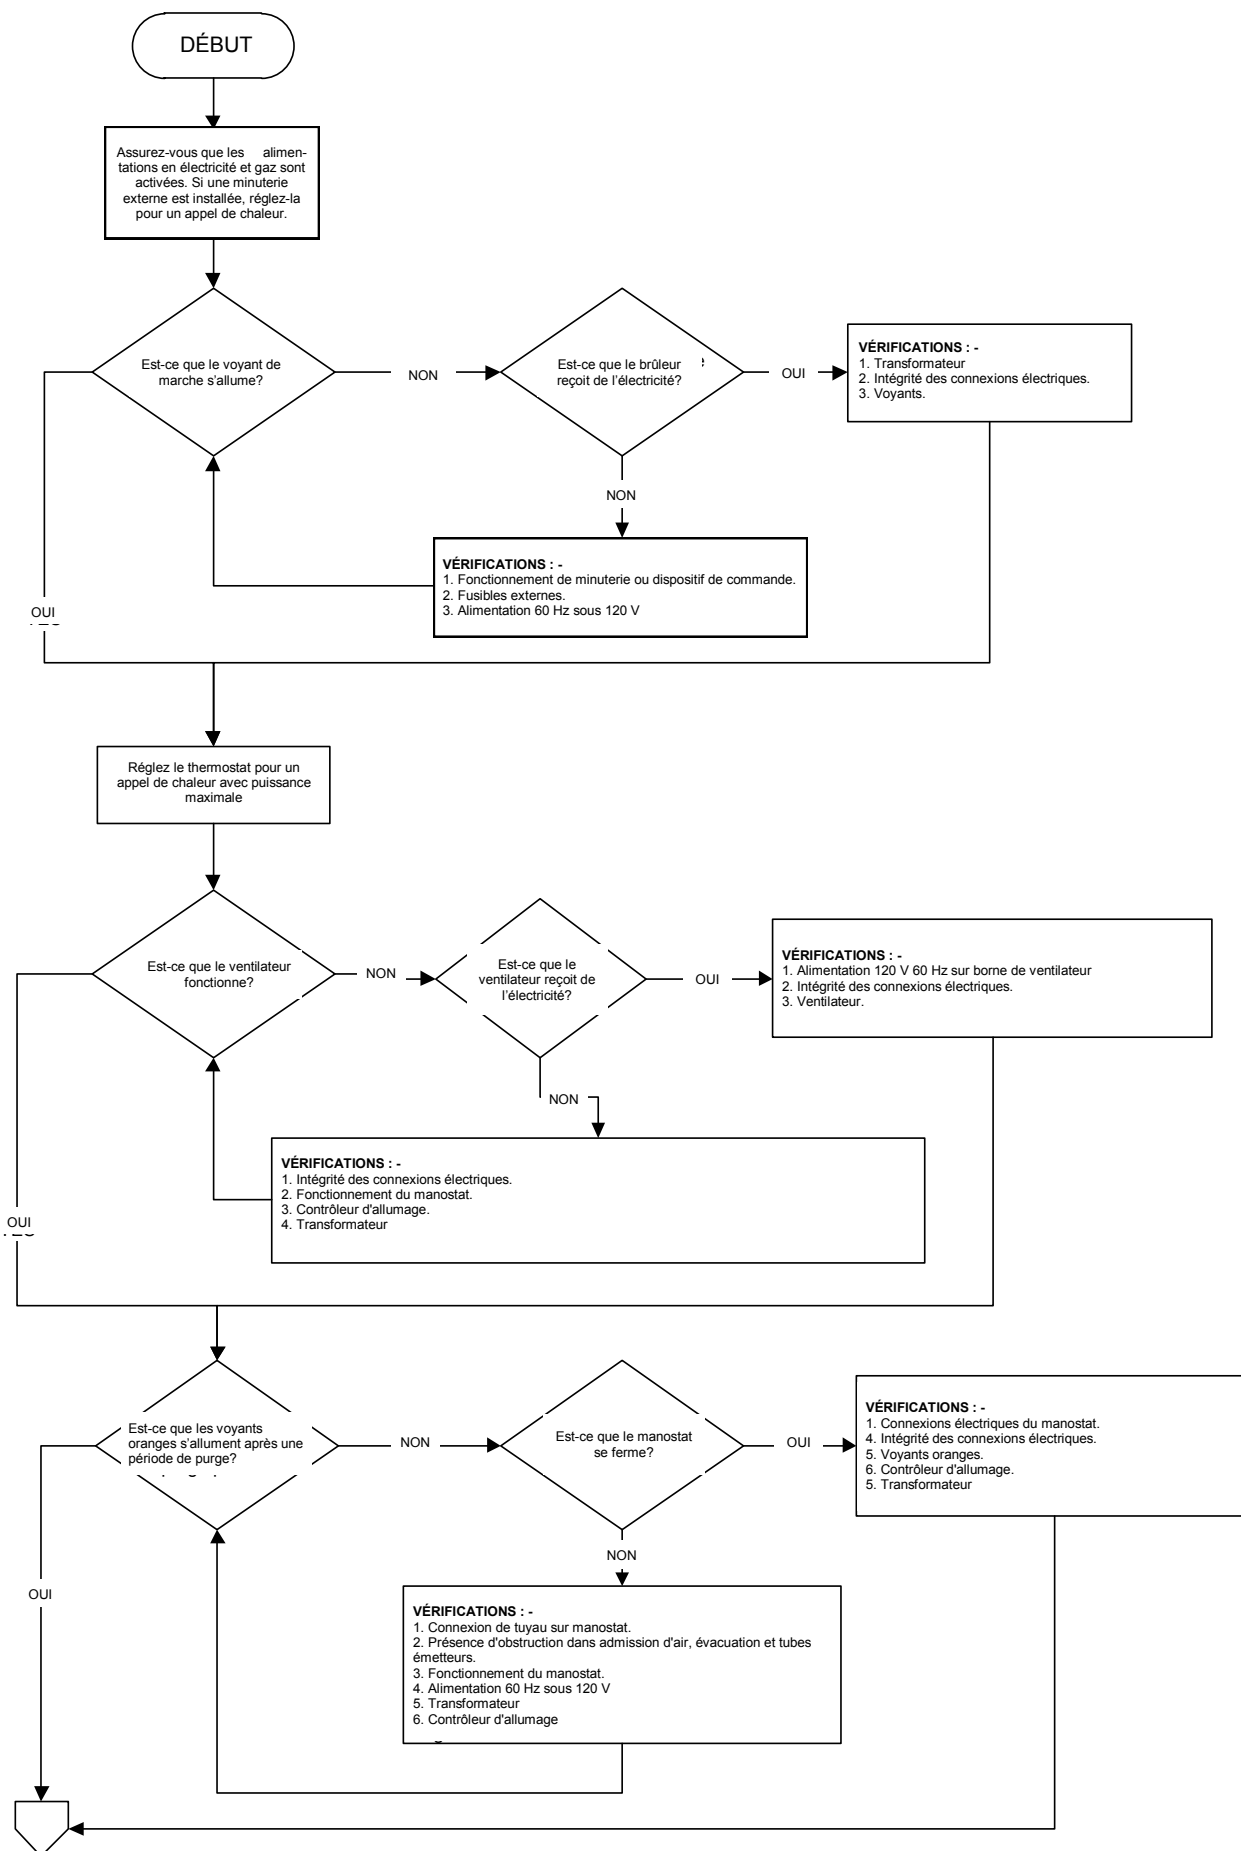 DÉBUT
Assurez-vous que les alimen-
tations en électricité et gaz sont
activées. Si une minuterie
externe est installée, réglez-la
pour un appel de chaleur.
Est-ce que le voyant de
marche s'allume?
NON
Est-ce que le brûleur
reçoit de l'électricité?
OUI
VÉRIFICATIONS : -
1. Transformateur
2. Intégrité des connexions électriques.
3. Voyants.
NON
VÉRIFICATIONS : -
1. Fonctionnement de minuterie ou dispositif de commande.
2. Fusibles externes.
3. Alimentation 60 Hz sous 120 V
OUI
Réglez le thermostat pour un
appel de chaleur avec puissance
maximale
Est-ce que le ventilateur
fonctionne?
NON
Est-ce que le
ventilateur reçoit de
l'électricité?
OUI
VÉRIFICATIONS : -
1. Alimentation 120 V 60 Hz sur borne de ventilateur
2. Intégrité des connexions électriques.
3. Ventilateur.
NON
VÉRIFICATIONS : -
1. Intégrité des connexions électriques.
2. Fonctionnement du manostat.
3. Contrôleur d'allumage.
4. Transformateur
OUI
Est-ce que les voyants
oranges s'allument après une
période de purge?
NON
Est-ce que le manostat
se ferme?
OUI
VÉRIFICATIONS : -
1. Connexions électriques du manostat.
4. Intégrité des connexions électriques.
5. Voyants oranges.
6. Contrôleur d'allumage.
5. Transformateur
NON
VÉRIFICATIONS : -
1. Connexion de tuyau sur manostat.
2. Présence d'obstruction dans admission d'air, évacuation et tubes
émetteurs.
3. Fonctionnement du manostat.
4. Alimentation 60 Hz sous 120 V
5. Transformateur
6. Contrôleur d'allumage
OUI